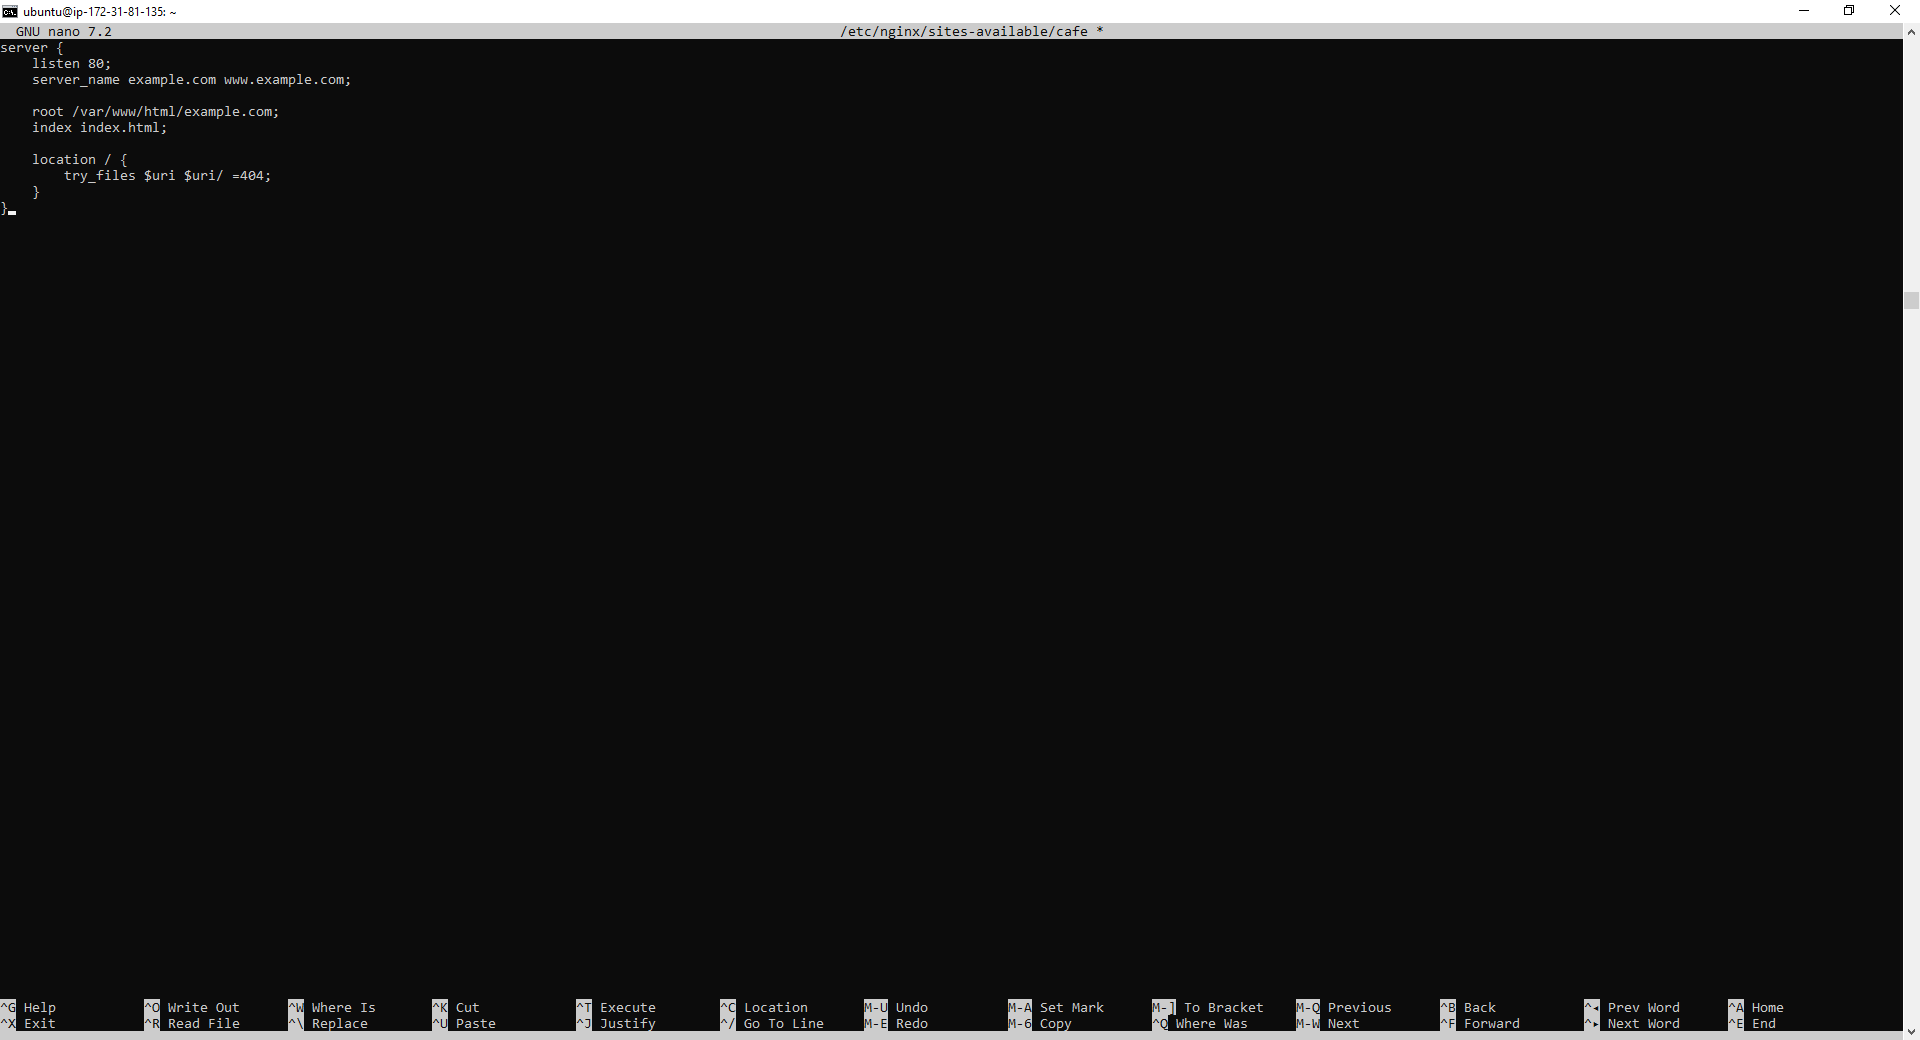 ubuntu@ip-172-31-81-135: ~
GNU nano 7.2 /etc/nginx/sites-available/cafe *
server {
    listen 80;
    server_name example.com www.example.com;

    root /var/www/html/example.com;
    index index.html;

    location / {
        try_files $uri $uri/ =404;
    }
}
^G Help ^O Write Out ^W Where Is ^K Cut ^T Execute ^C Location M-U Undo M-A Set Mark M-] To Bracket M-Q Previous ^B Back ^◂ Prev Word ^A Home
^X Exit ^R Read File ^\ Replace ^U Paste ^J Justify ^/ Go To Line M-E Redo M-6 Copy ^Q Where Was M-W Next ^F Forward ^▸ Next Word ^E End